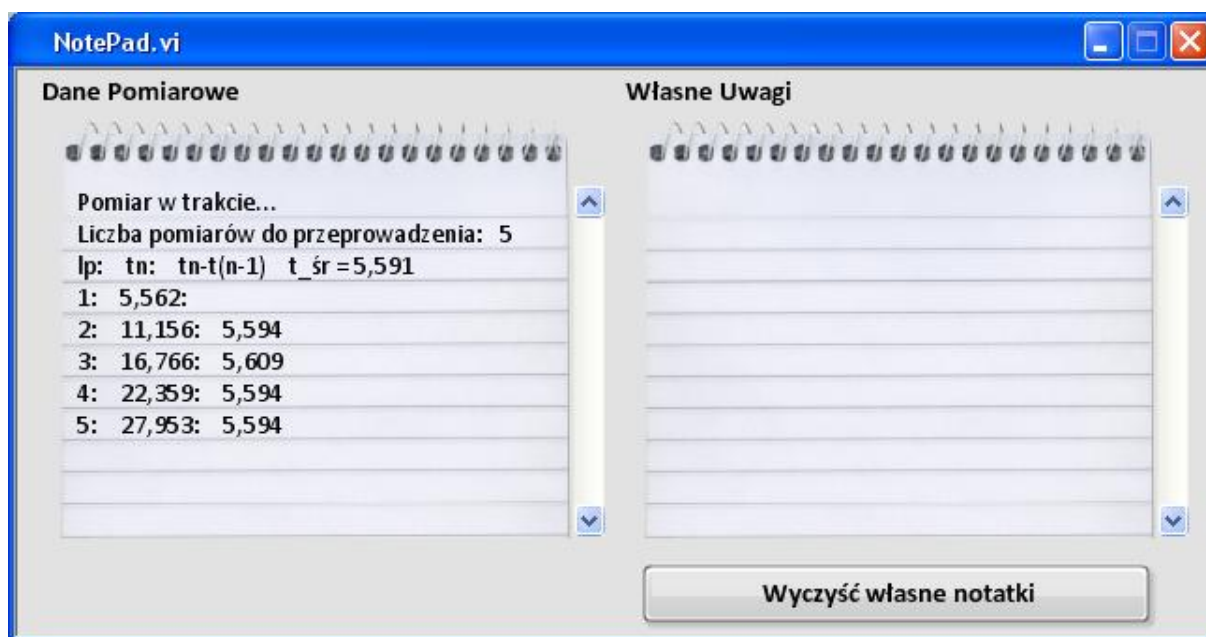 NotePad.vi
Dane Pomiarowe
Pomiar w trakcie...
Liczba pomiarów do przeprowadzenia: 5
lp: tn: tn-t(n-1) t_śr =5,591
1: 5,562:
2: 11,156: 5,594
3: 16,766: 5,609
4: 22,359: 5,594
5: 27,953: 5,594
Własne Uwagi
Wyczyść własne notatki